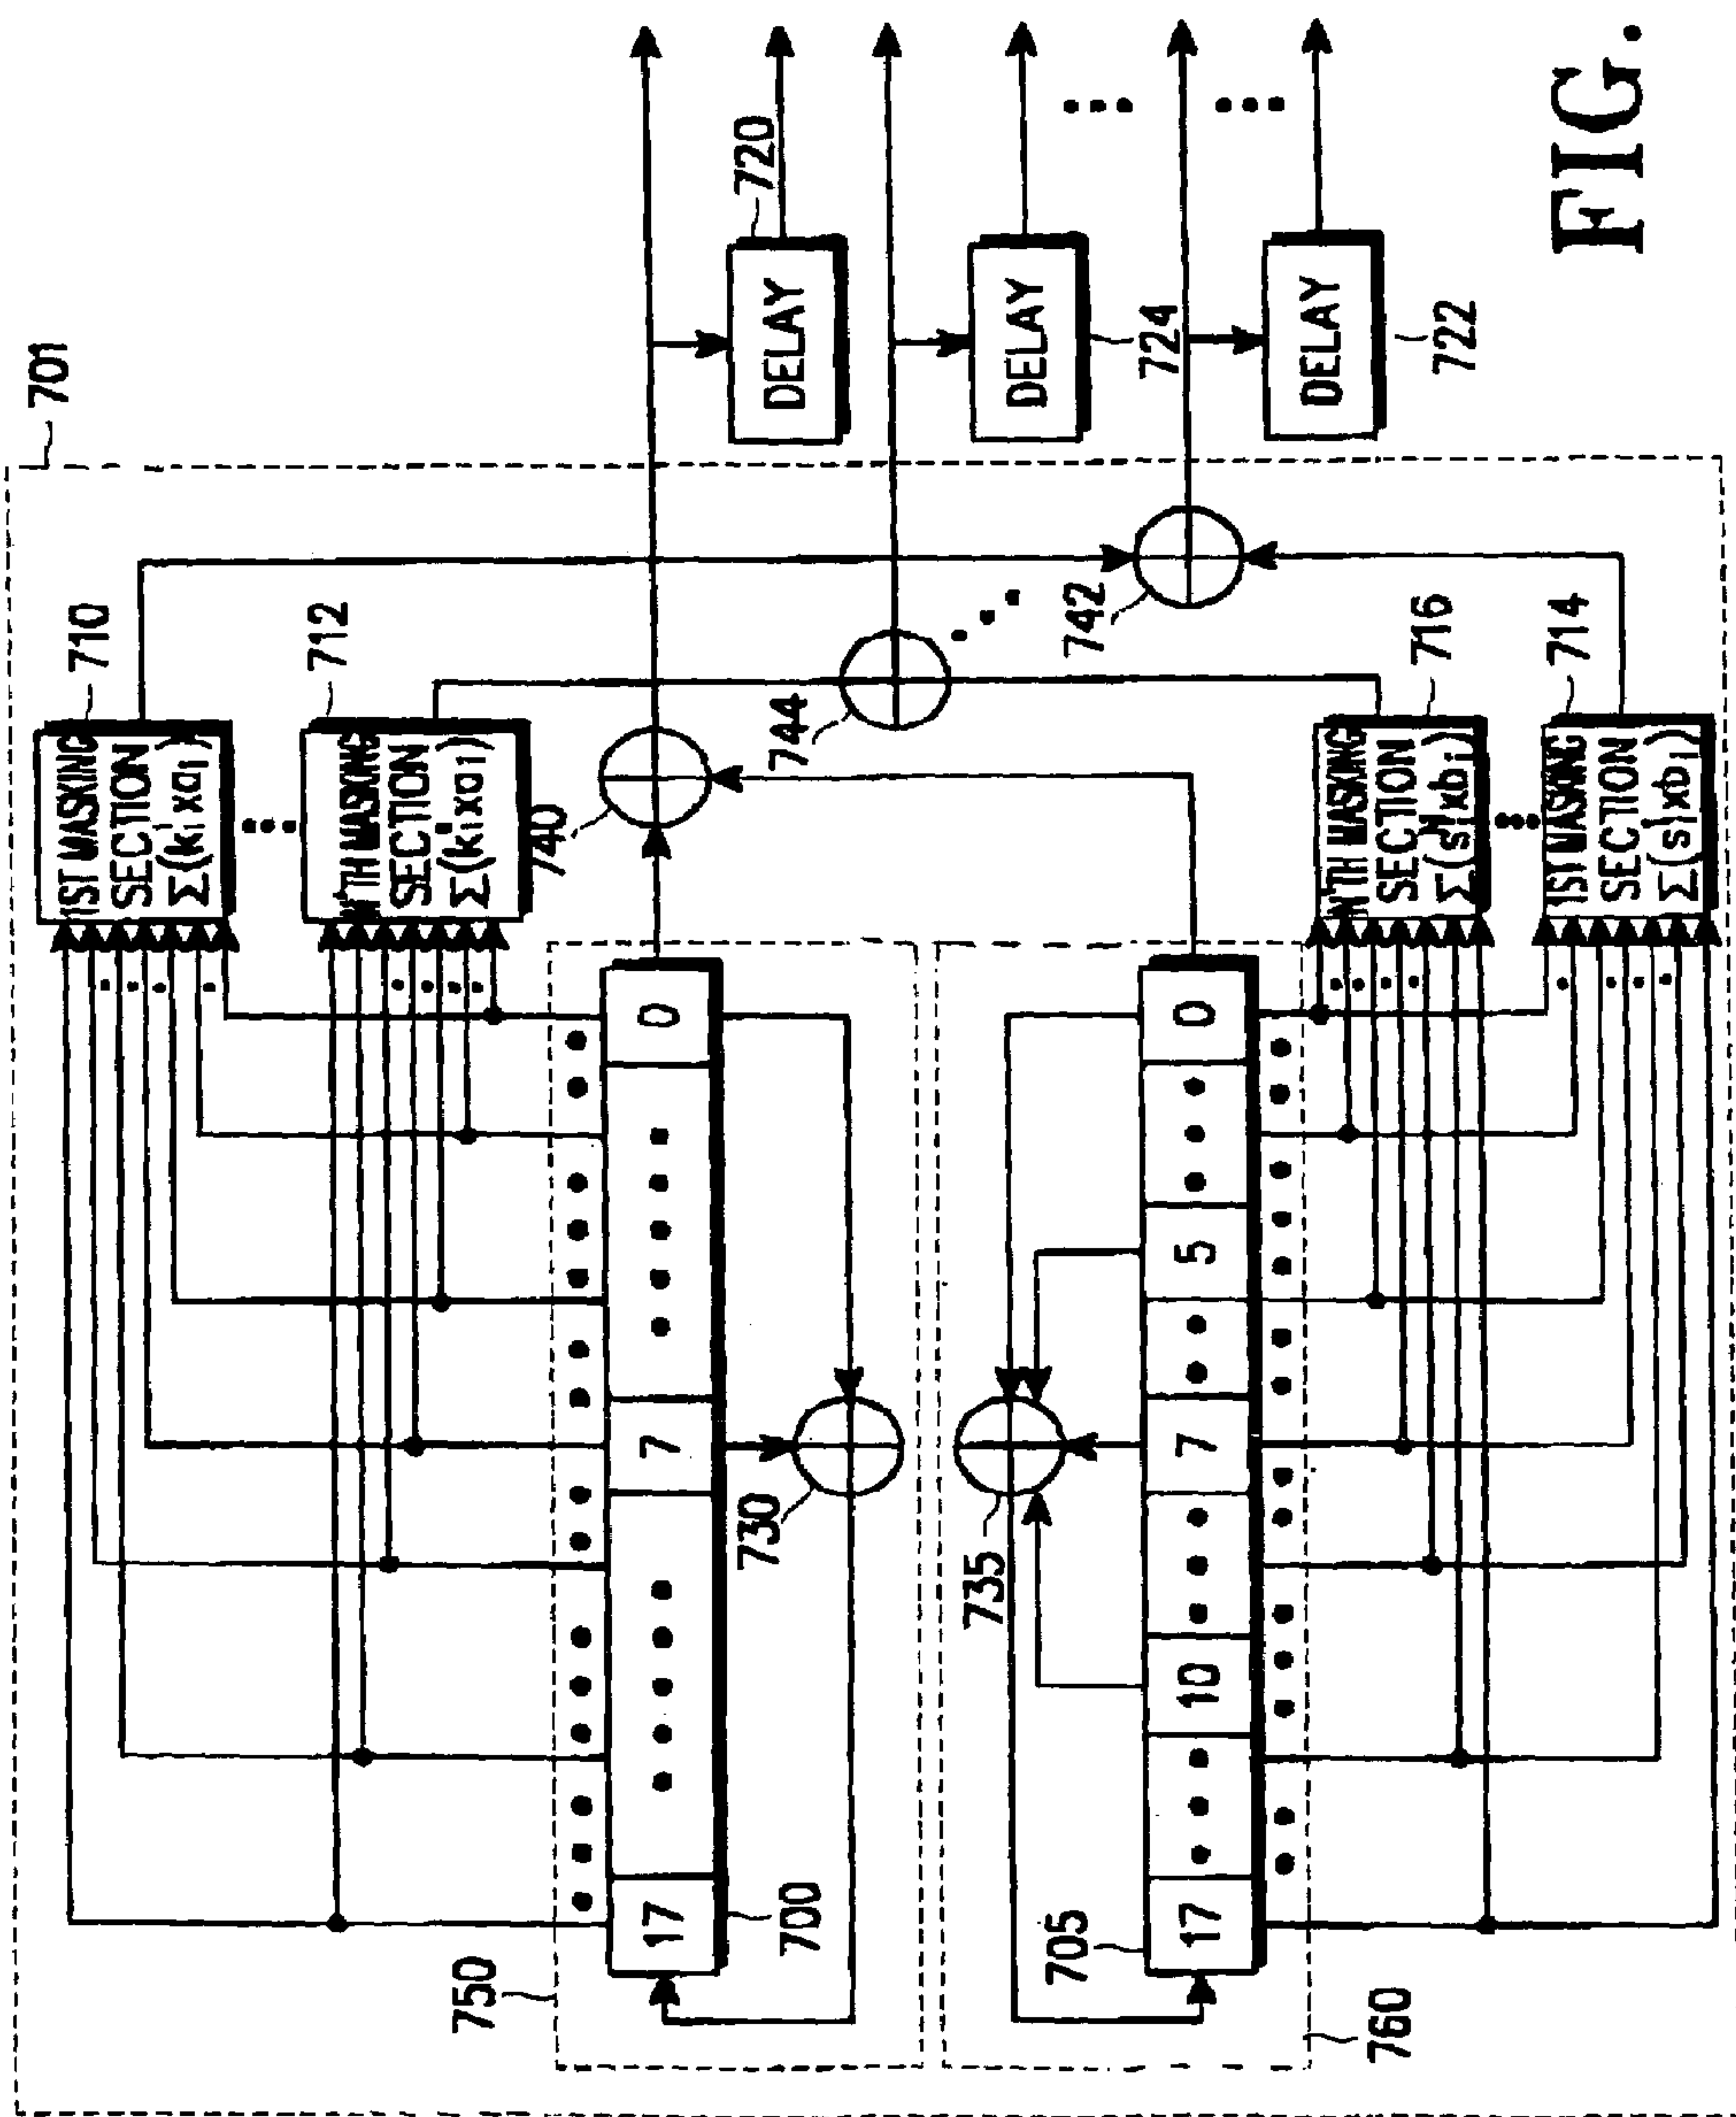 701
1ST MASKING
SECTION
710
N'TH MASKING
SECTION
712
740
744
742
N'TH MASKING
SECTION
716
1ST MASKING
SECTION
714
DELAY
720
DELAY
724
DELAY
722
750
17
7
0
700
730
735
705
17
10
7
5
0
760
FIG.